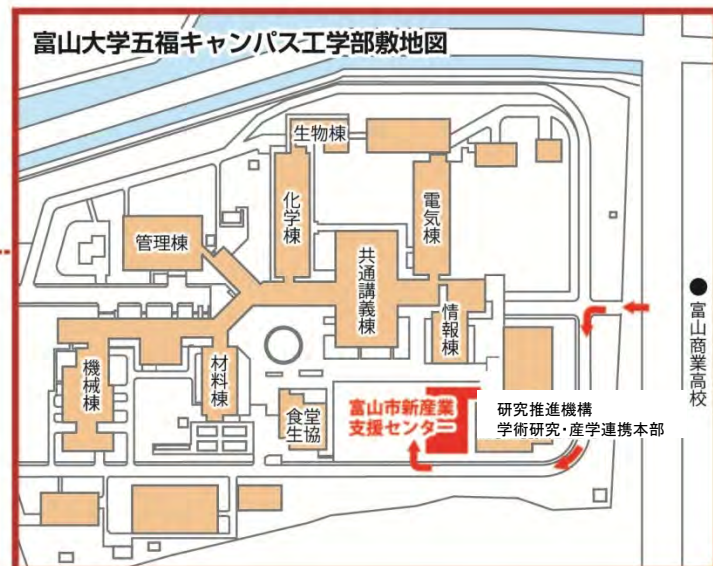 富山大学五福キャンパス工学部敷地図
生物棟
化学棟
電気棟
管理棟
共通講義棟
富山商業高校
情報棟
機械棟
材料棟
食堂
生協
富山市新産業
支援センター
研究推進機構
学術研究・産学連携本部